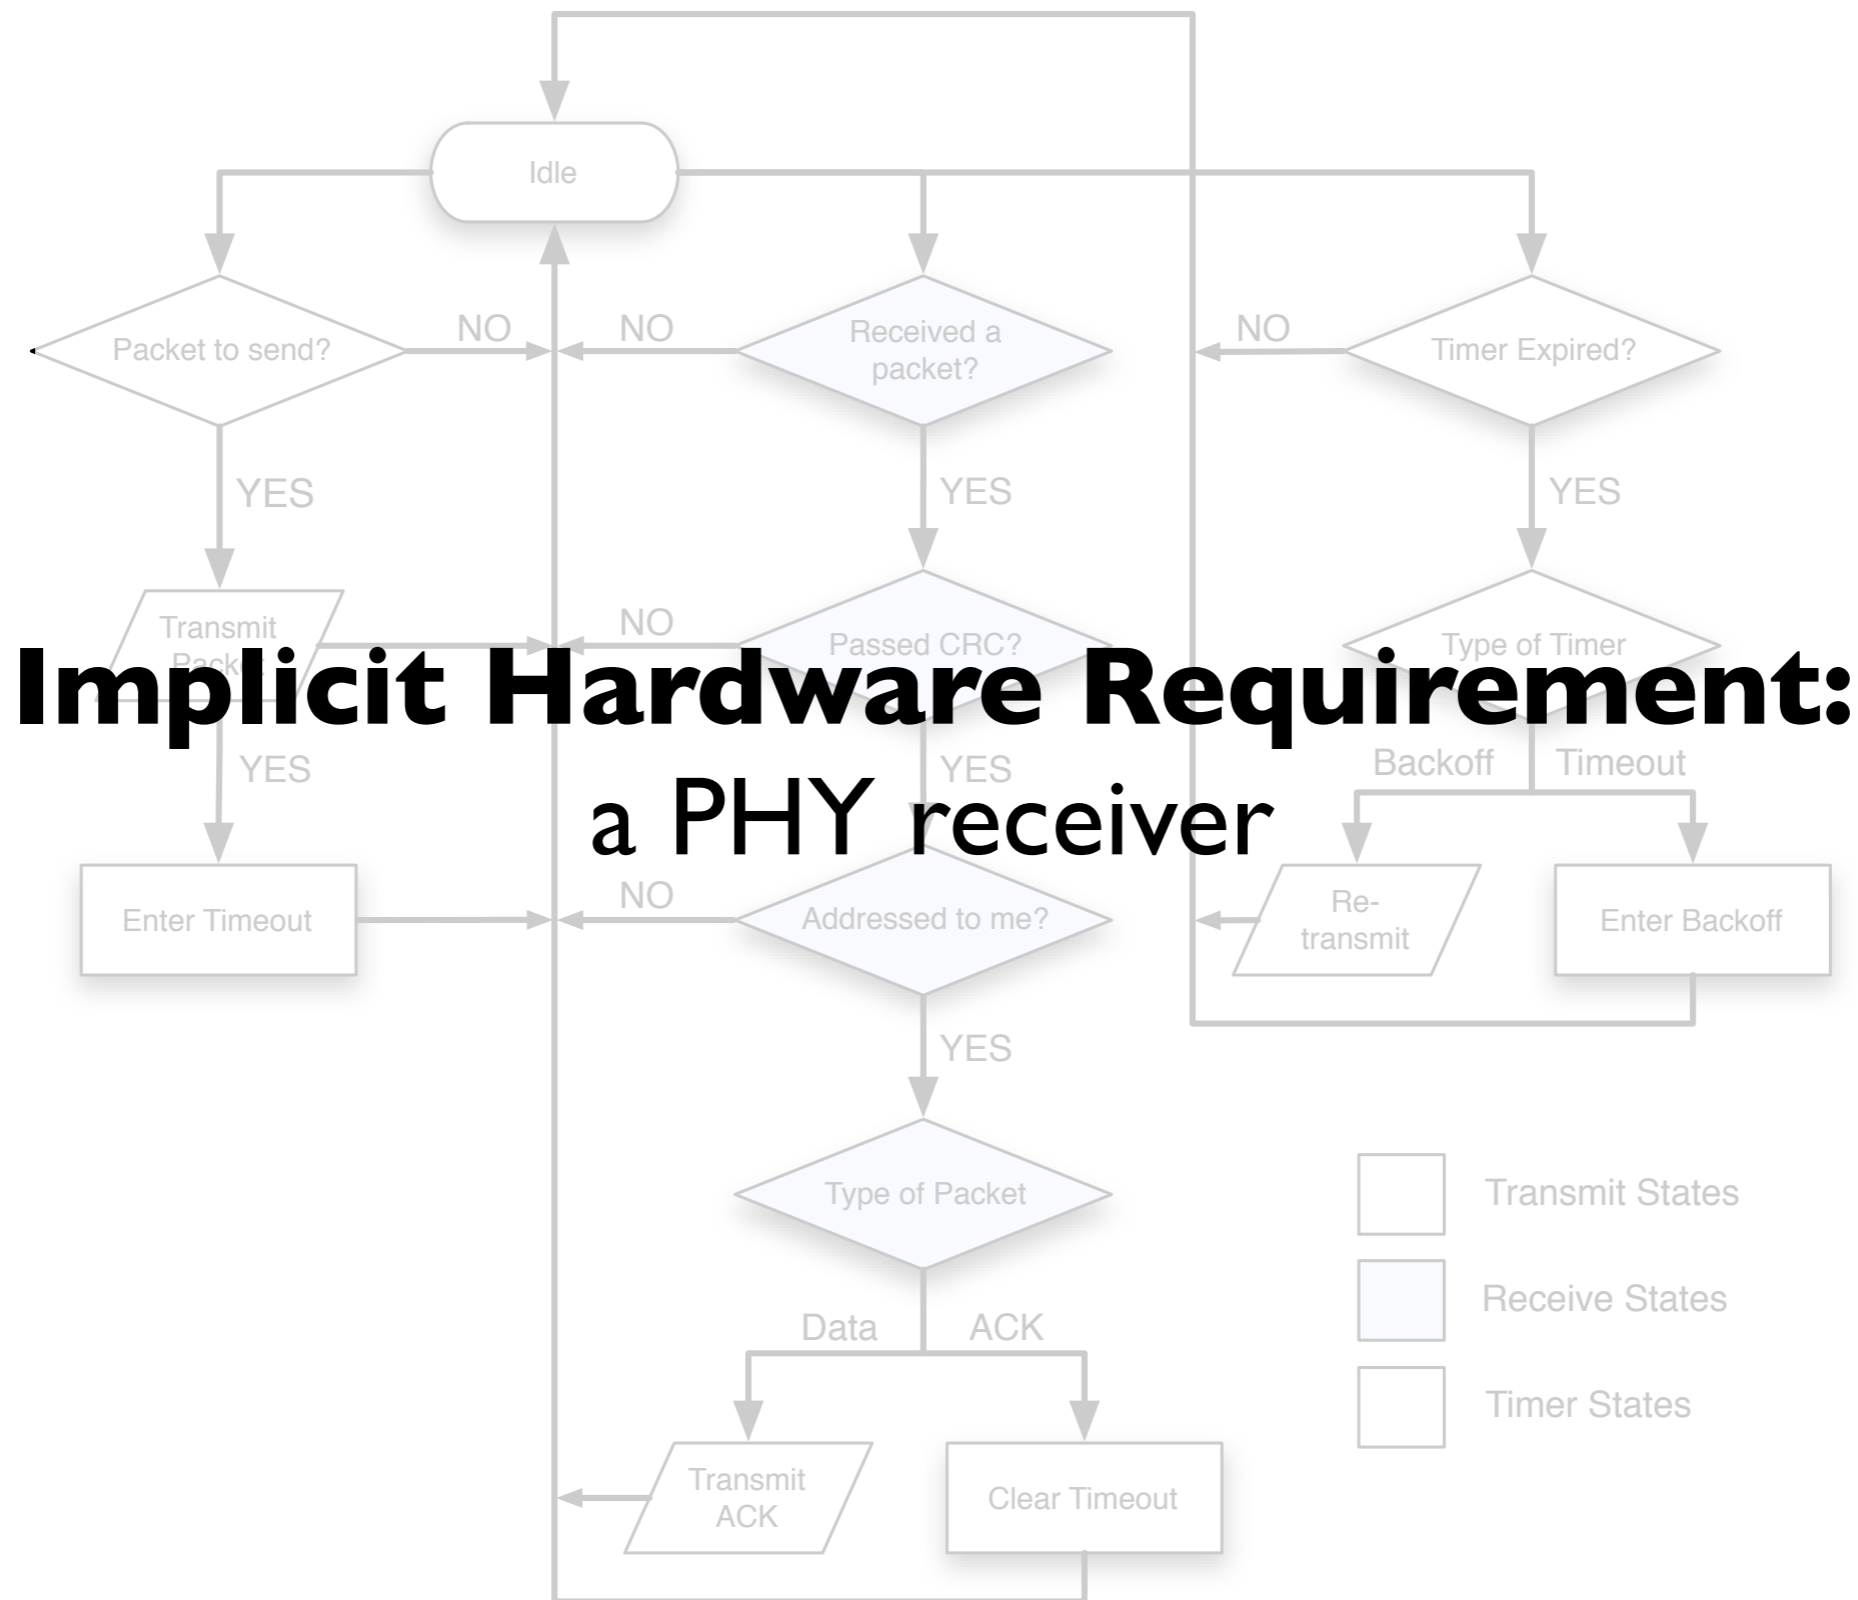 Idle
Packet to send?
NO
NO
Received a
packet?
NO
Timer Expired?
YES
YES
YES
Transmit
Packet
NO
Passed CRC?
Type of Timer
Implicit Hardware Requirement:
a PHY receiver
YES
YES
Backoff
Timeout
Enter Timeout
NO
Addressed to me?
Re-
transmit
Enter Backoff
YES
Type of Packet
Transmit States
Receive States
Timer States
Data
ACK
Transmit
ACK
Clear Timeout